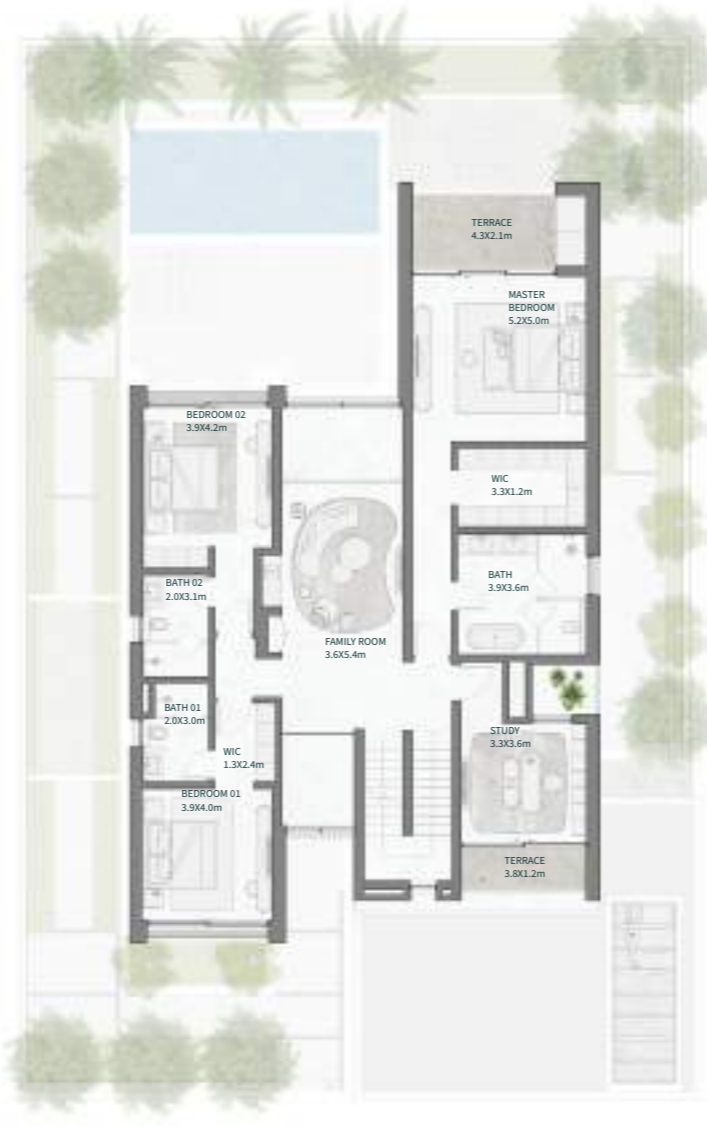 TERRACE
4.3X2.1m
MASTER
BEDROOM
5.2X5.0m
BEDROOM 02
3.9X4.2m
WIC
3.3X1.2m
BATH 02
2.0X3.1m
BATH
3.9X3.6m
FAMILY ROOM
3.6X5.4m
BATH 01
2.0X3.0m
WIC
1.3X2.4m
STUDY
3.3X3.6m
BEDROOM 01
3.9X4.0m
TERRACE
3.8X1.2m